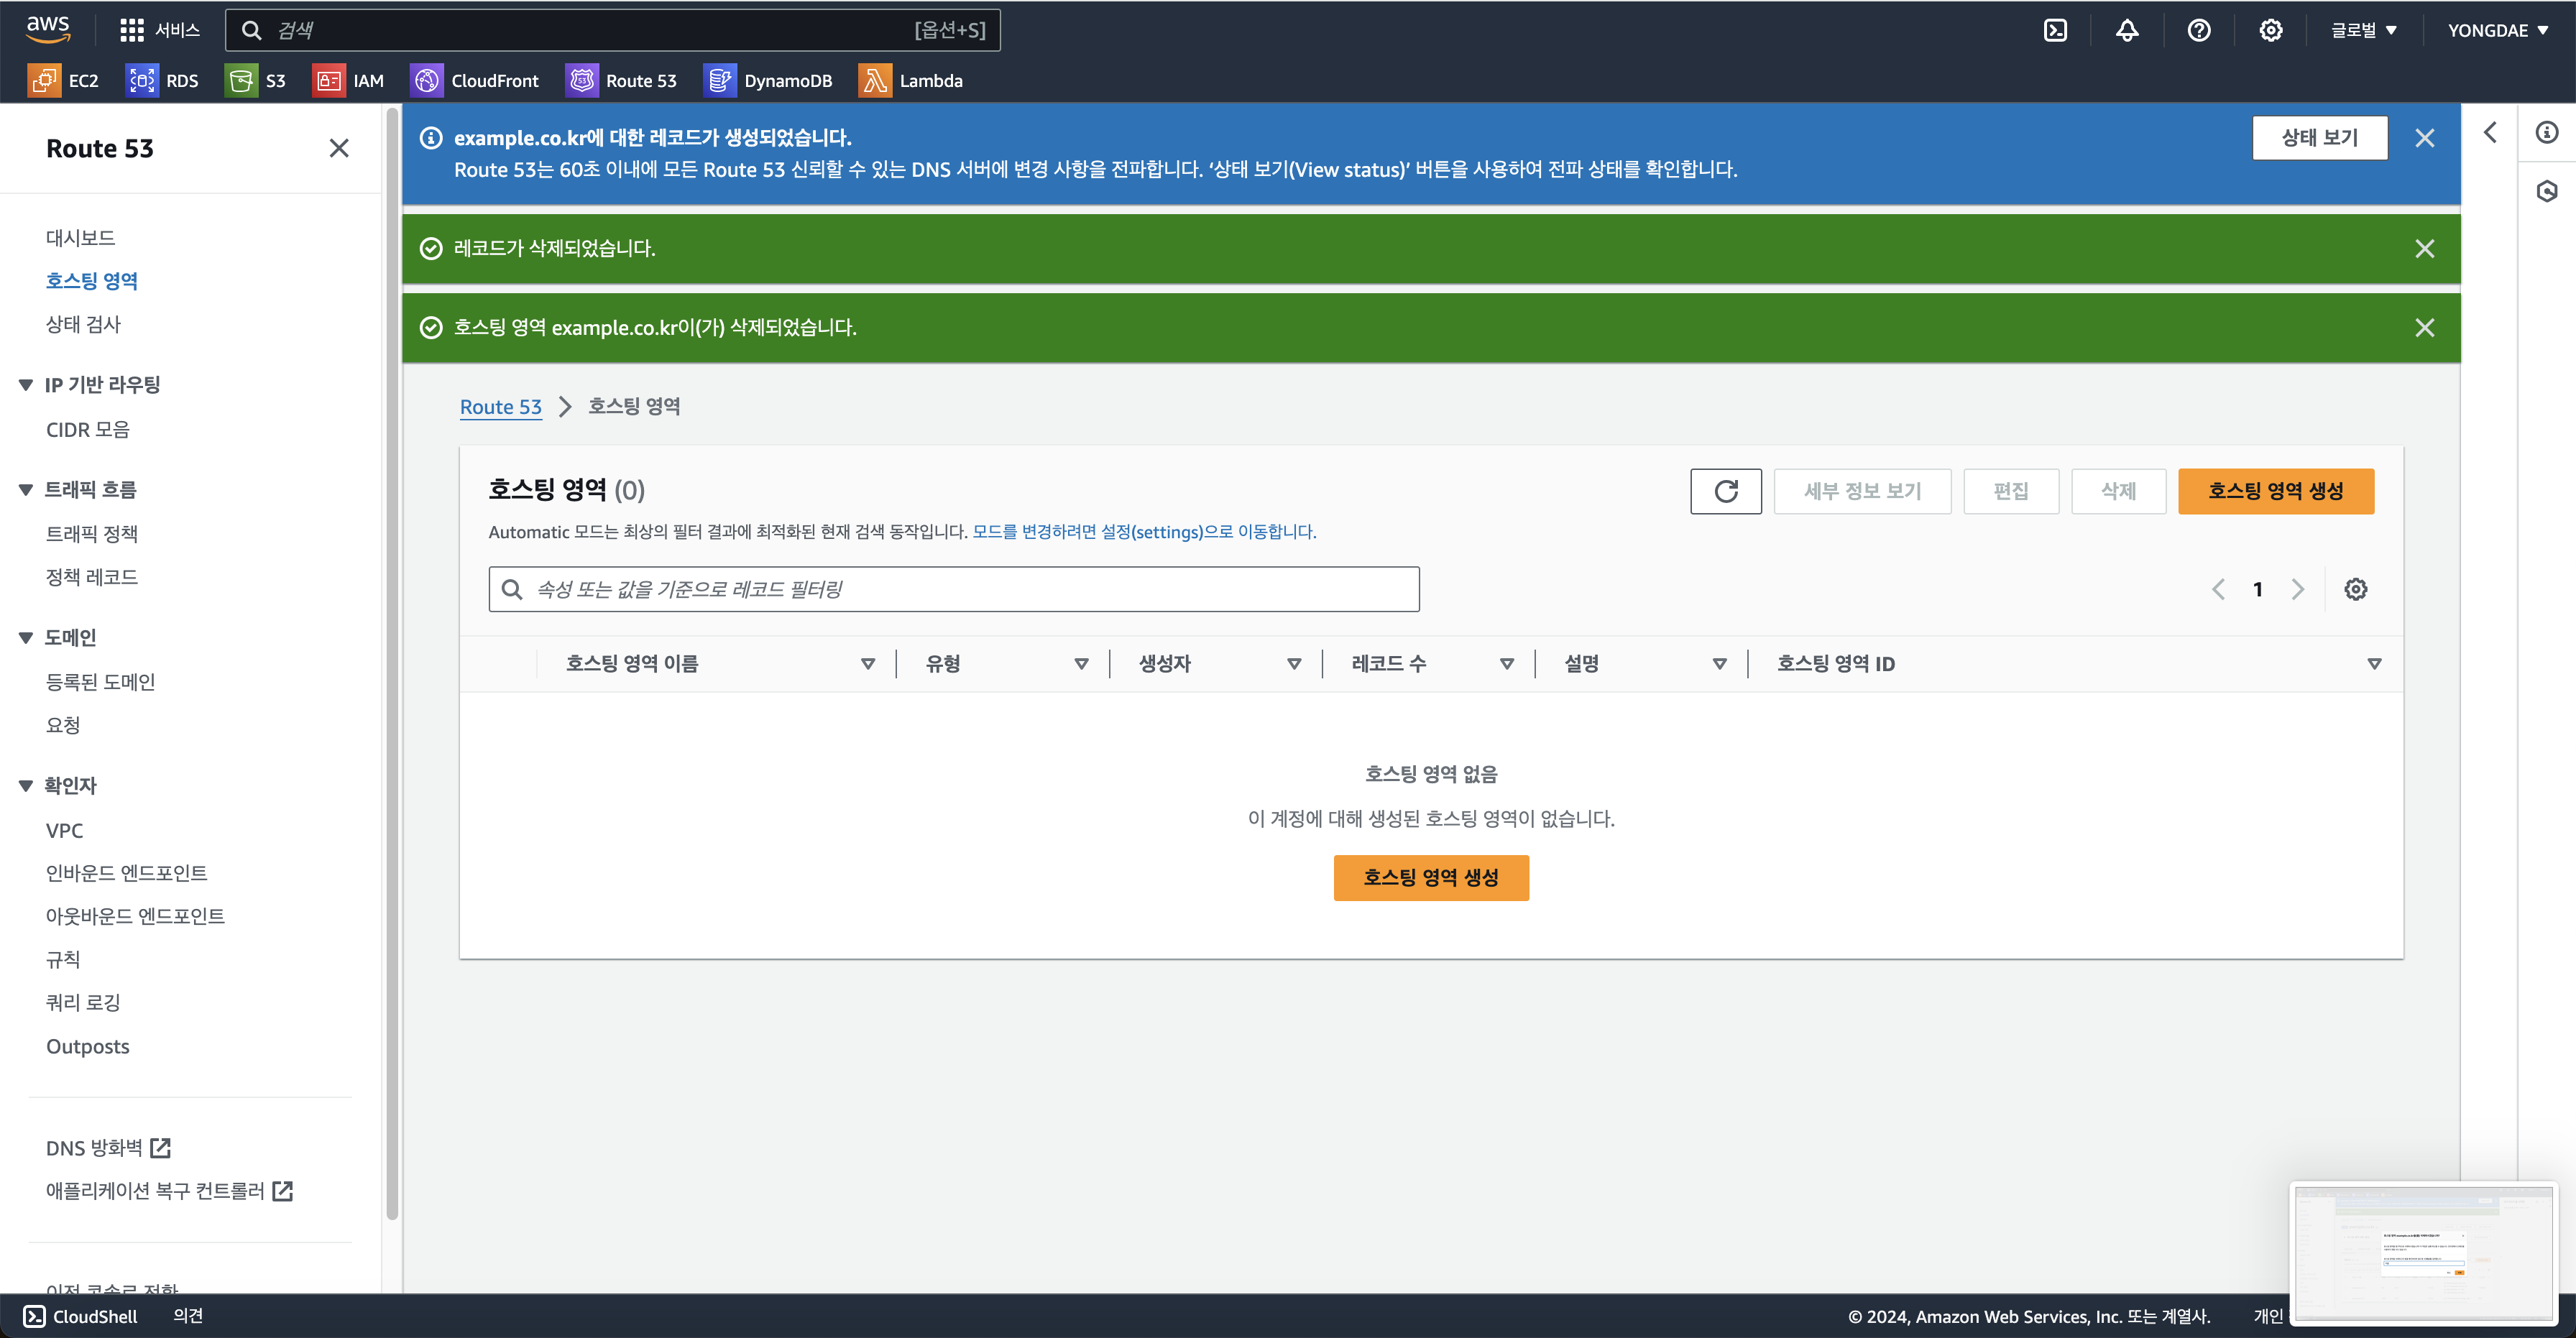 aws
서비스
검색
[옵션+S]
글로벌
YONGDAE
EC2
RDS
S3
IAM
CloudFront
Route 53
DynamoDB
Lambda
Route 53
대시보드
호스팅 영역
상태 검사
IP 기반 라우팅
CIDR 모음
트래픽 흐름
트래픽 정책
정책 레코드
도메인
등록된 도메인
요청
확인자
VPC
인바운드 엔드포인트
아웃바운드 엔드포인트
규칙
쿼리 로깅
Outposts
DNS 방화벽
애플리케이션 복구 컨트롤러
이전 콘솔로 전환
example.co.kr에 대한 레코드가 생성되었습니다.
Route 53는 60초 이내에 모든 Route 53 신뢰할 수 있는 DNS 서버에 변경 사항을 전파합니다. ‘상태 보기(View status)’ 버튼을 사용하여 전파 상태를 확인합니다.
상태 보기
레코드가 삭제되었습니다.
호스팅 영역 example.co.kr이(가) 삭제되었습니다.
Route 53
호스팅 영역
호스팅 영역 (0)
세부 정보 보기
편집
삭제
호스팅 영역 생성
Automatic 모드는 최상의 필터 결과에 최적화된 현재 검색 동작입니다. 모드를 변경하려면 설정(settings)으로 이동합니다.
속성 또는 값을 기준으로 레코드 필터링
1
호스팅 영역 이름
유형
생성자
레코드 수
설명
호스팅 영역 ID
호스팅 영역 없음
이 계정에 대해 생성된 호스팅 영역이 없습니다.
호스팅 영역 생성
CloudShell
의견
© 2024, Amazon Web Services, Inc. 또는 계열사.
개인